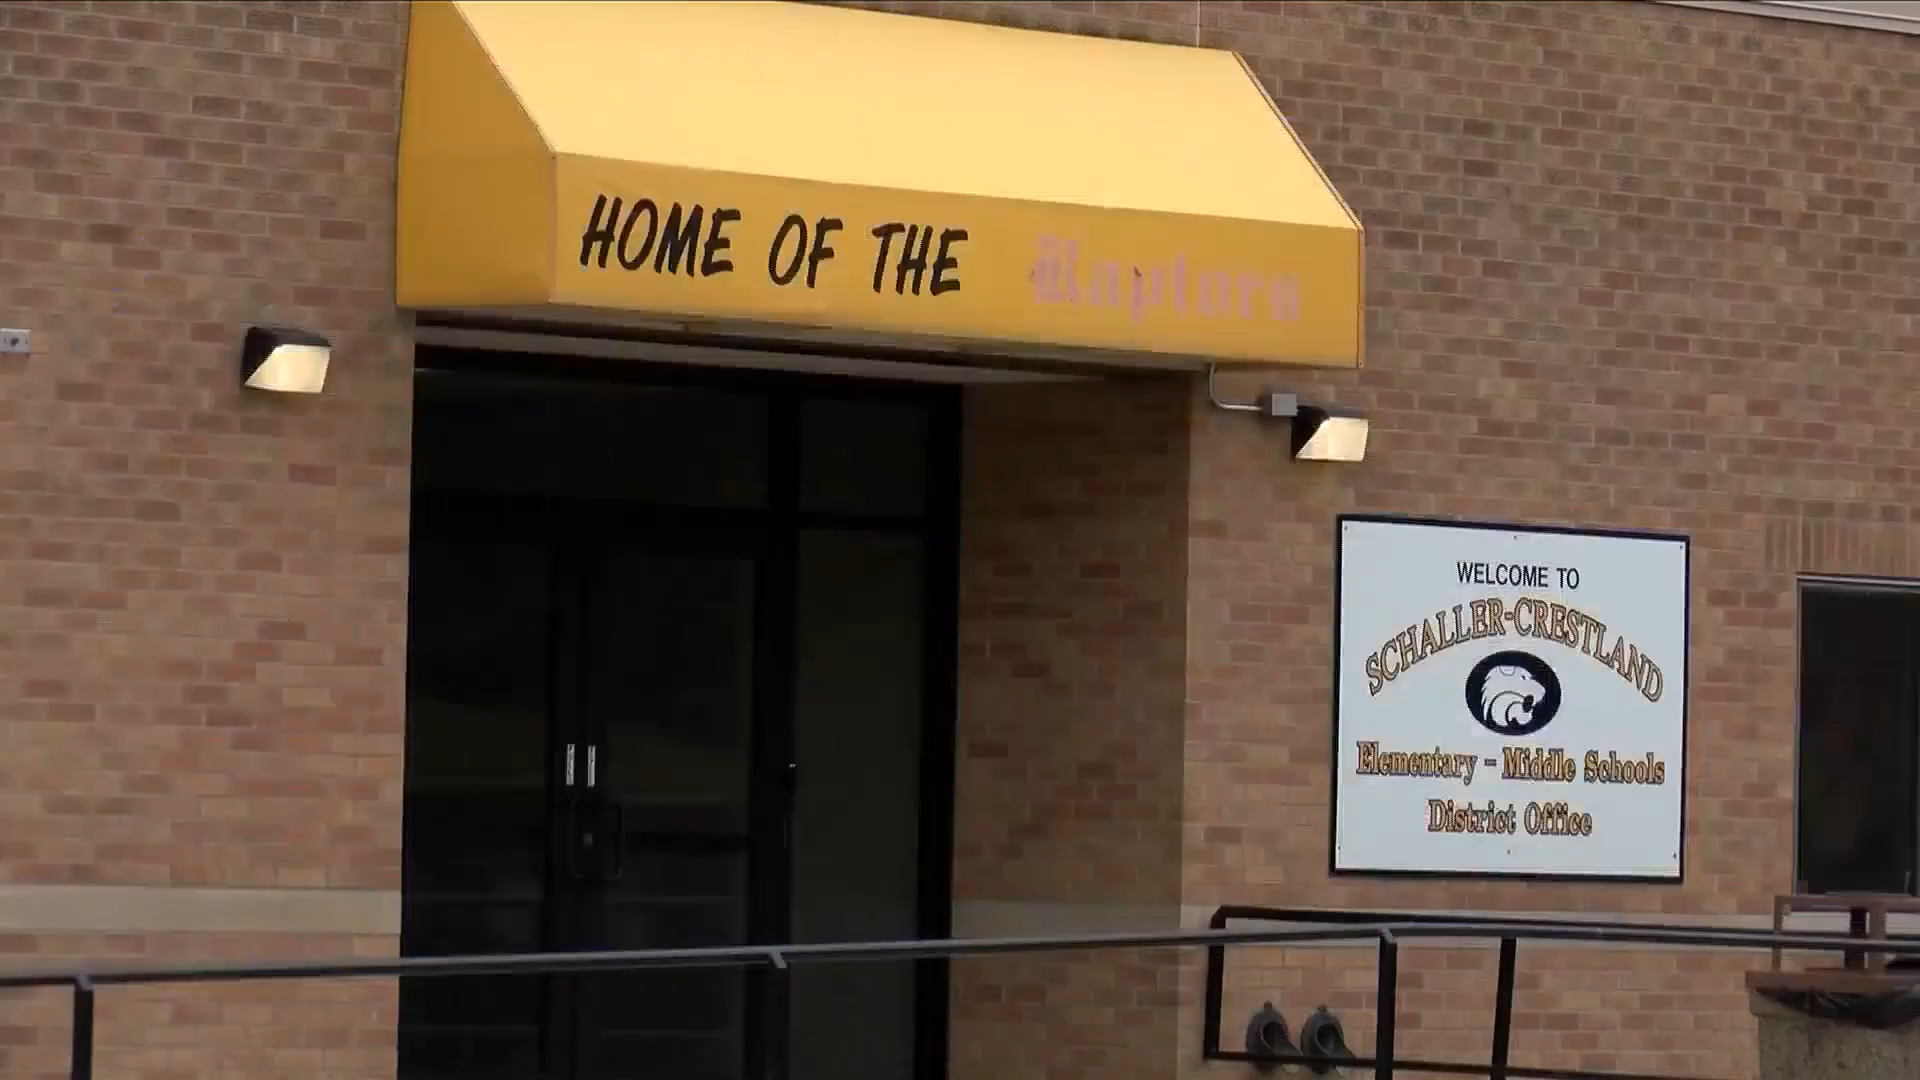 HOME OF THE Raptors
WELCOME TO
SCHALLER-CRESTLAND
Elementary - Middle Schools
District Office